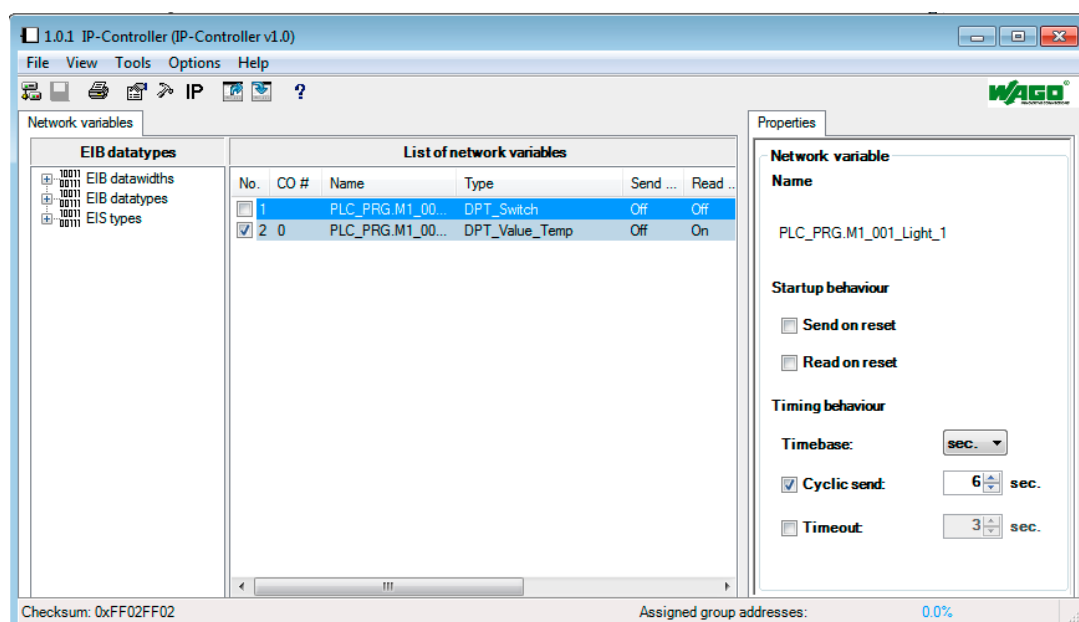 1.0.1 IP-Controller (IP-Controller v1.0)
File View Tools Options Help
IP ?
WAGO
Network variables
Properties
EIB datatypes
List of network variables
EIB datawidths
EIB datatypes
EIS types
No. CO # Name Type Send ... Read ..
1 PLC_PRG.M1_00... DPT_Switch Off Off
2 0 PLC_PRG.M1_00... DPT_Value_Temp Off On
Network variable
Name
PLC_PRG.M1_001_Light_1
Startup behaviour
Send on reset
Read on reset
Timing behaviour
Timebase: sec.
Cyclic send: 6 sec.
Timeout: 3 sec.
Checksum: 0xFF02FF02 Assigned group addresses: 0.0%